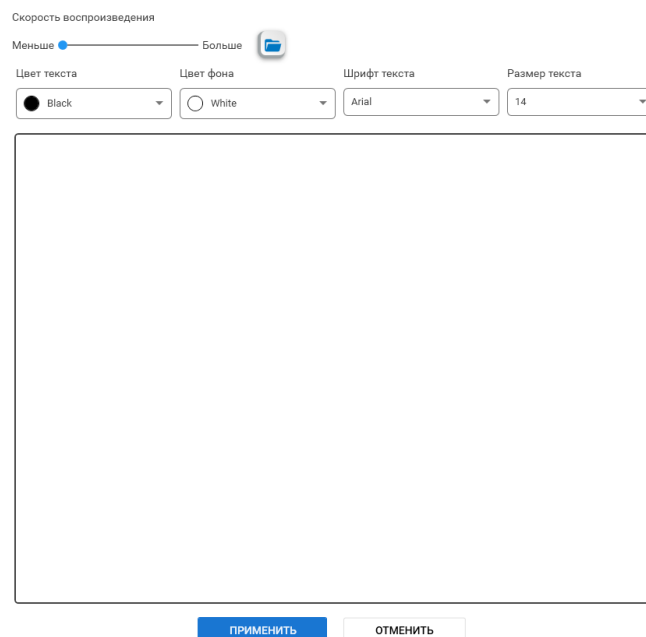 Скорость воспроизведения
Меньше Больше
Цвет текста Цвет фона Шрифт текста Размер текста
Black White Arial 14
ПРИМЕНИТЬ ОТМЕНИТЬ